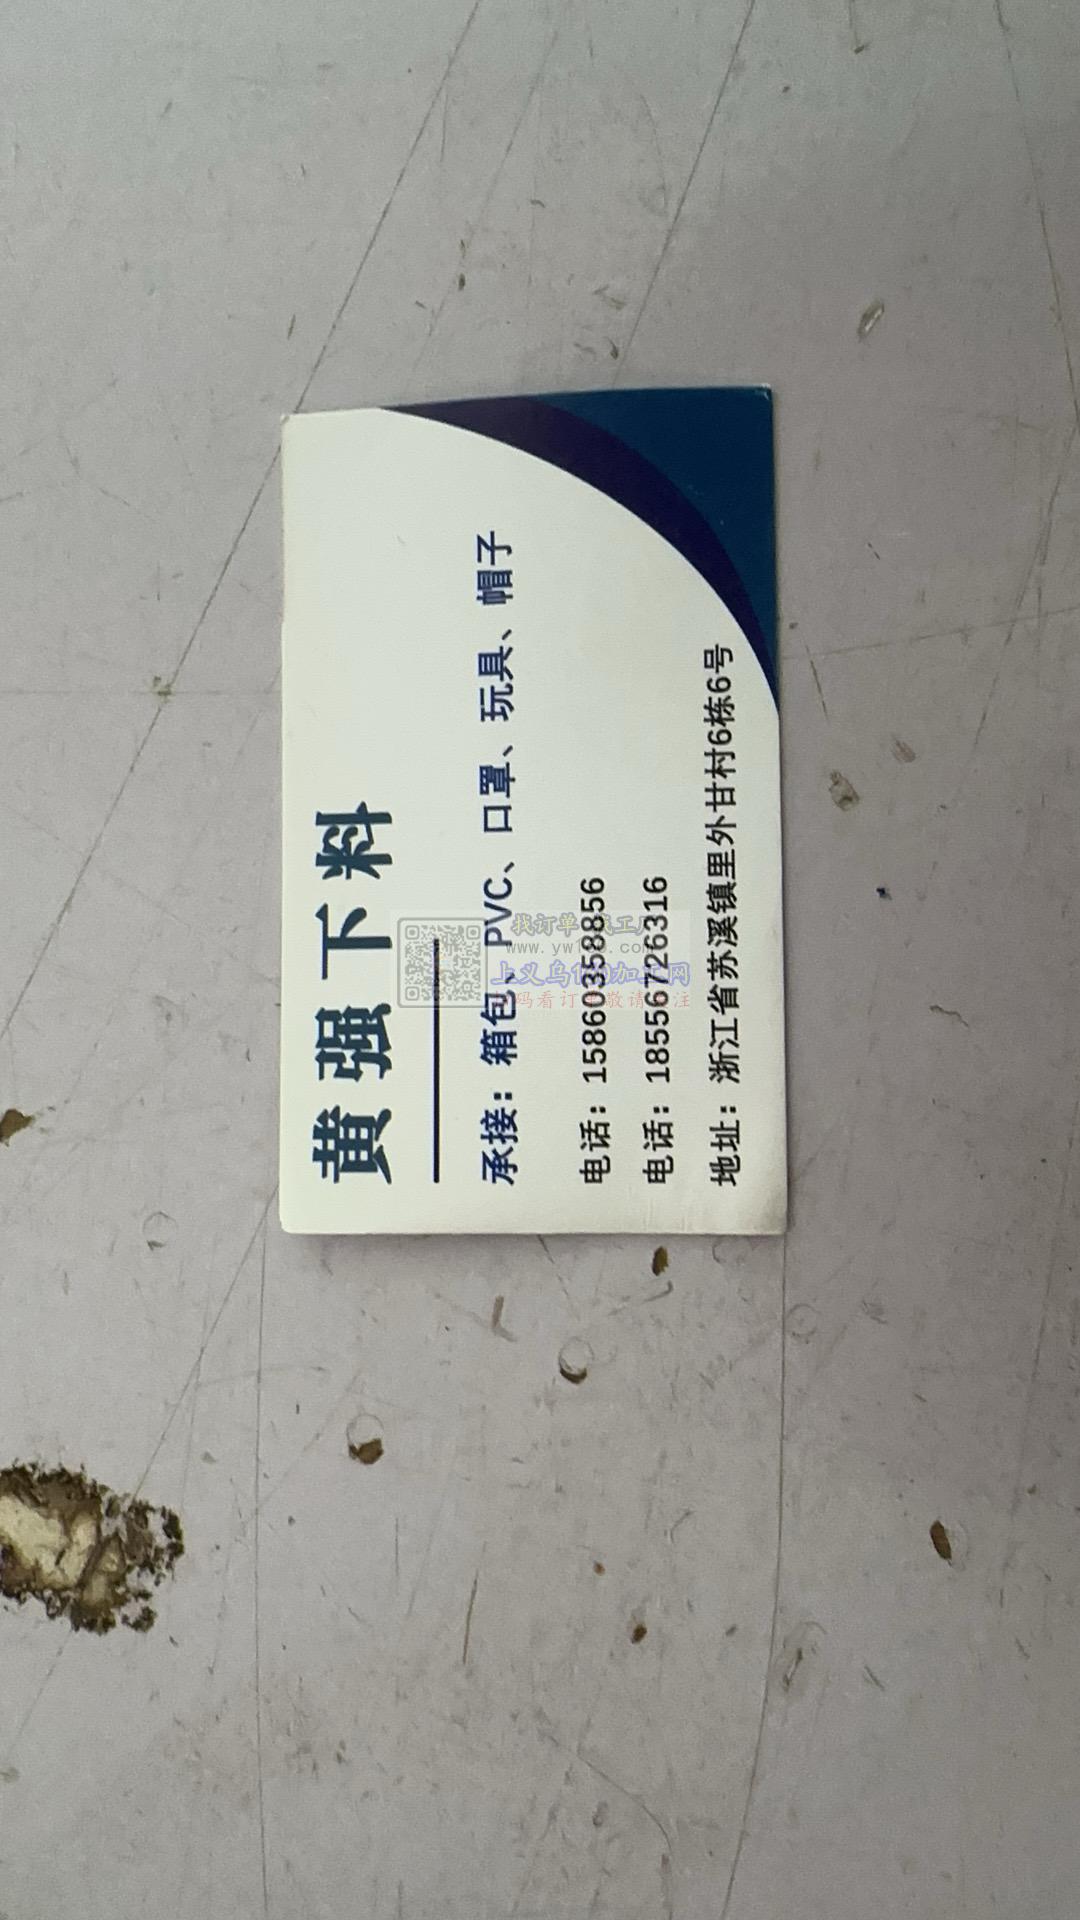 黄强下料
承接：箱包、PVC、口罩、玩具、帽子
电话：15860358856
电话：18556726316
地址：浙江省苏溪镇里外甘村6栋6号